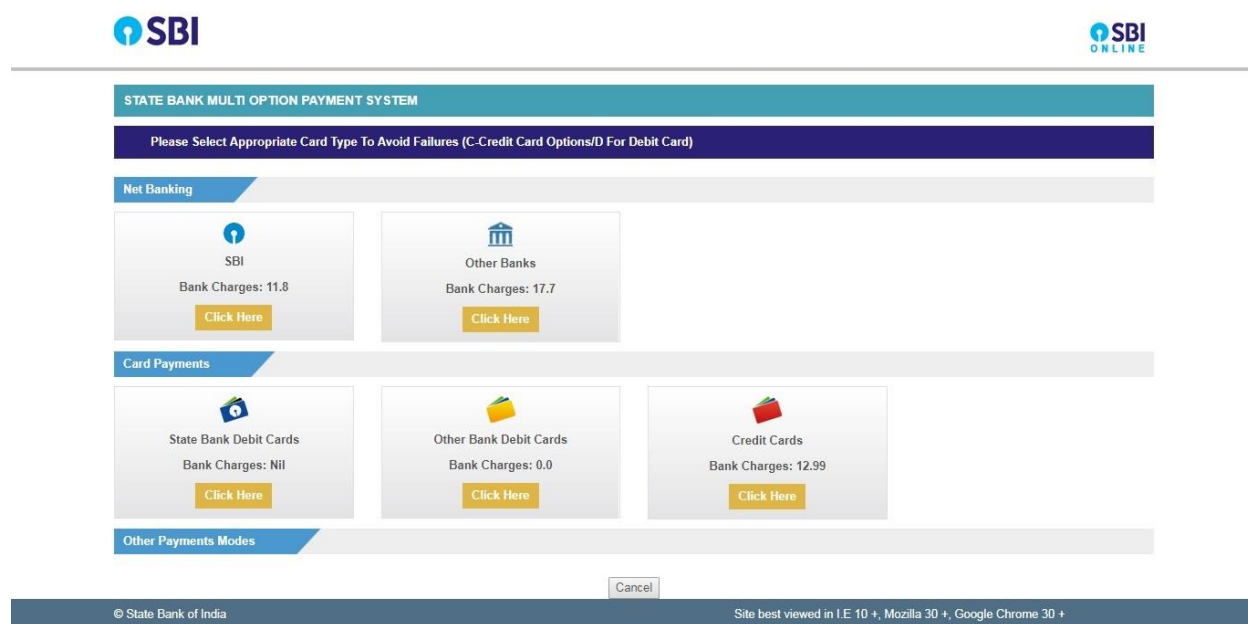 SBI
SBI
ONLINE
STATE BANK MULTI OPTION PAYMENT SYSTEM
Please Select Appropriate Card Type To Avoid Failures (C-Credit Card Options/D For Debit Card)
Net Banking
SBI
Bank Charges: 11.8
Click Here
Other Banks
Bank Charges: 17.7
Click Here
Card Payments
State Bank Debit Cards
Bank Charges: Nil
Click Here
Other Bank Debit Cards
Bank Charges: 0.0
Click Here
Credit Cards
Bank Charges: 12.99
Click Here
Other Payments Modes
Cancel
© State Bank of India
Site best viewed in I.E 10 +, Mozilla 30 +, Google Chrome 30 +